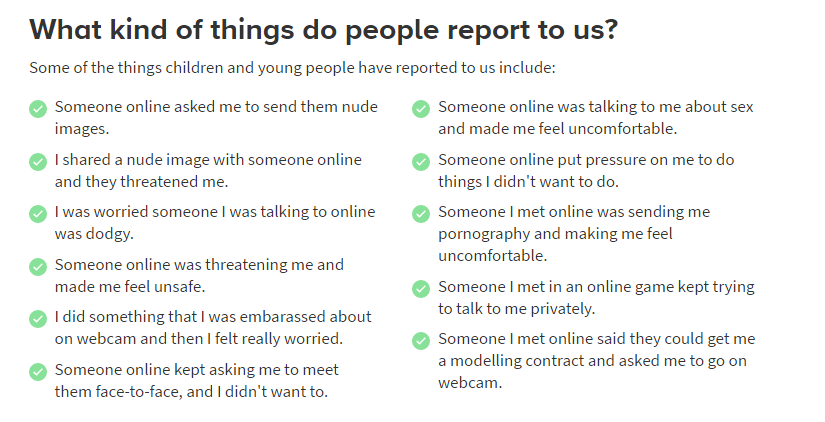 What kind of things do people report to us?
Some of the things children and young people have reported to us include:
Someone online asked me to send them nude
images.
I shared a nude image with someone online
and they threatened me.
I was worried someone I was talking to online
was dodgy.
Someone online was threatening me and
made me feel unsafe.
I did something that I was embarassed about
on webcam and then I felt really worried.
Someone online kept asking me to meet
them face-to-face, and I didn't want to.
Someone online was talking to me about sex
and made me feel uncomfortable.
Someone online put pressure on me to do
things I didn't want to do.
Someone I met online was sending me
pornography and making me feel
uncomfortable.
Someone I met in an online game kept trying
to talk to me privately.
Someone I met online said they could get me
a modelling contract and asked me to go on
webcam.